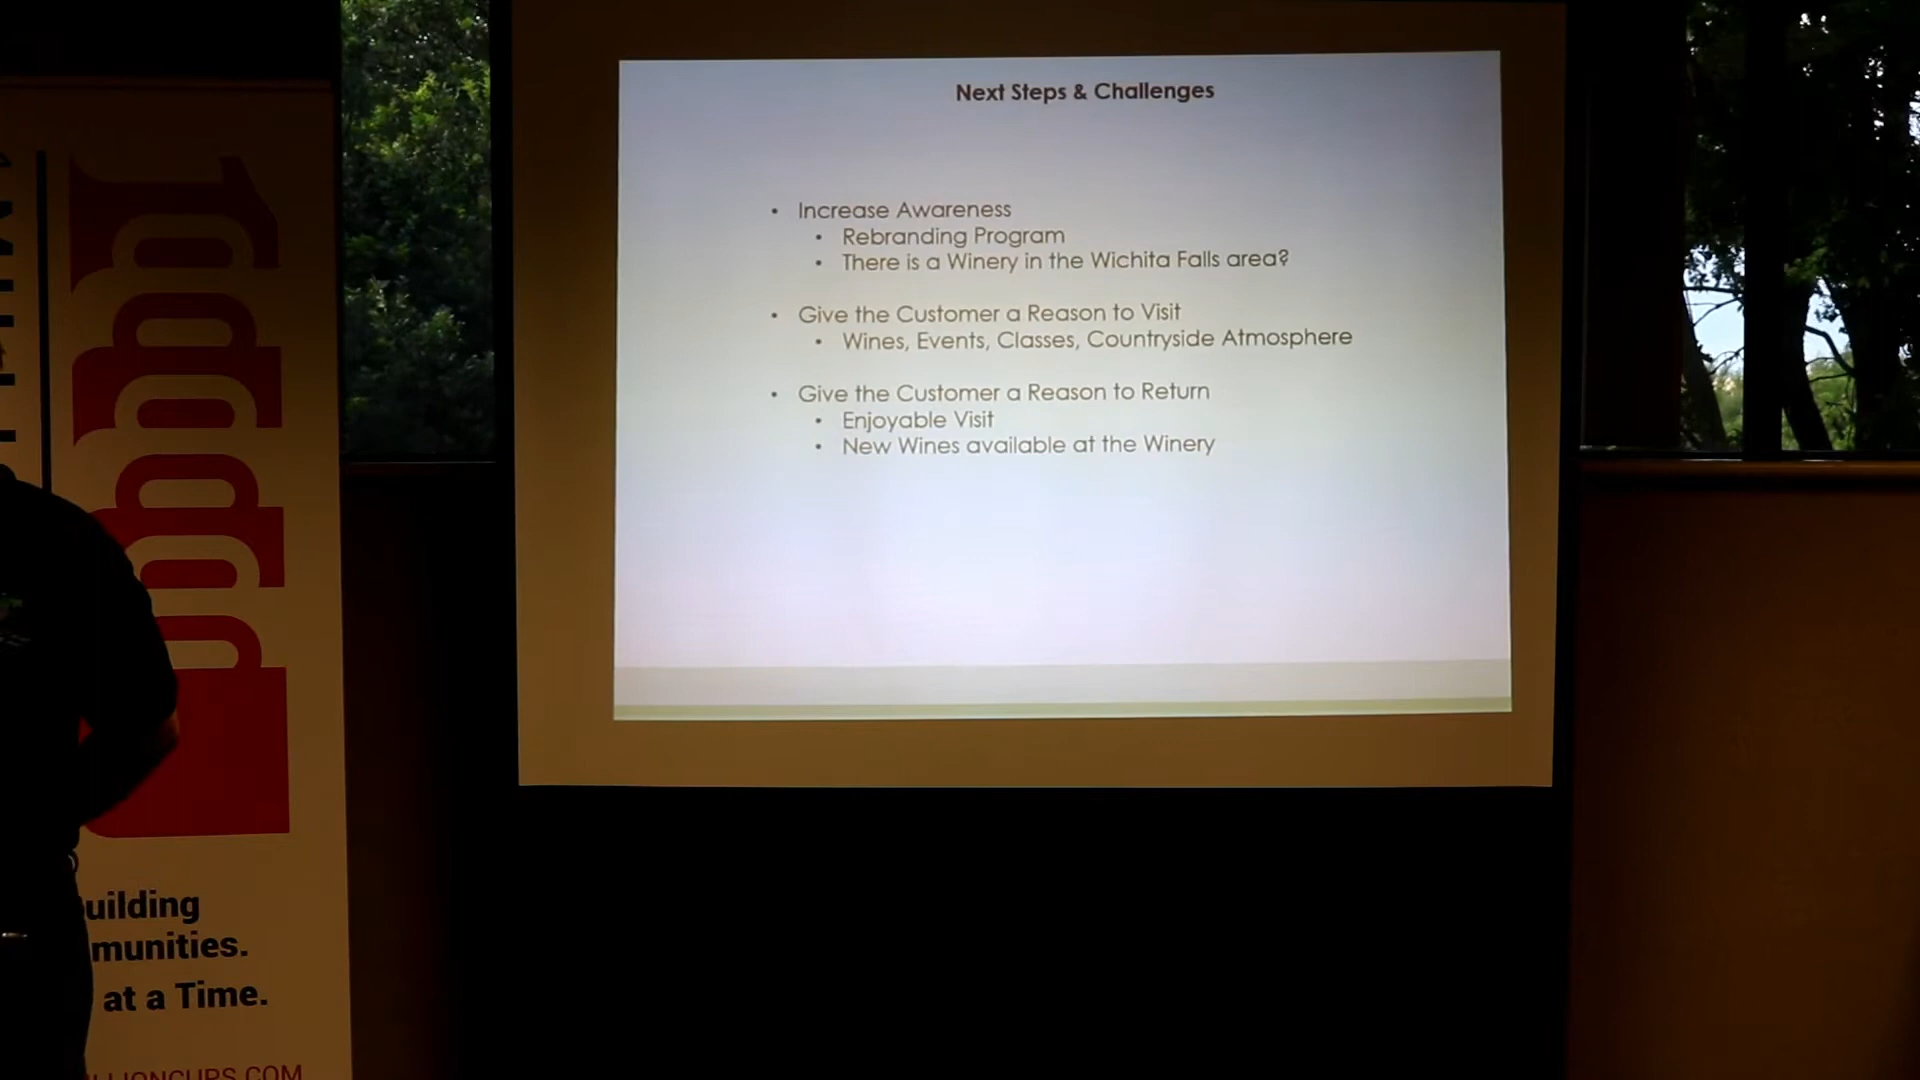 Next Steps & Challenges
• Increase Awareness
• Rebranding Program
• There is a Winery in the Wichita Falls area?
• Give the Customer a Reason to Visit
• Wines, Events, Classes, Countryside Atmosphere
• Give the Customer a Reason to Return
• Enjoyable Visit
• New Wines available at the Winery
uilding
munities.
at a Time.
LLIONCUPS.COM